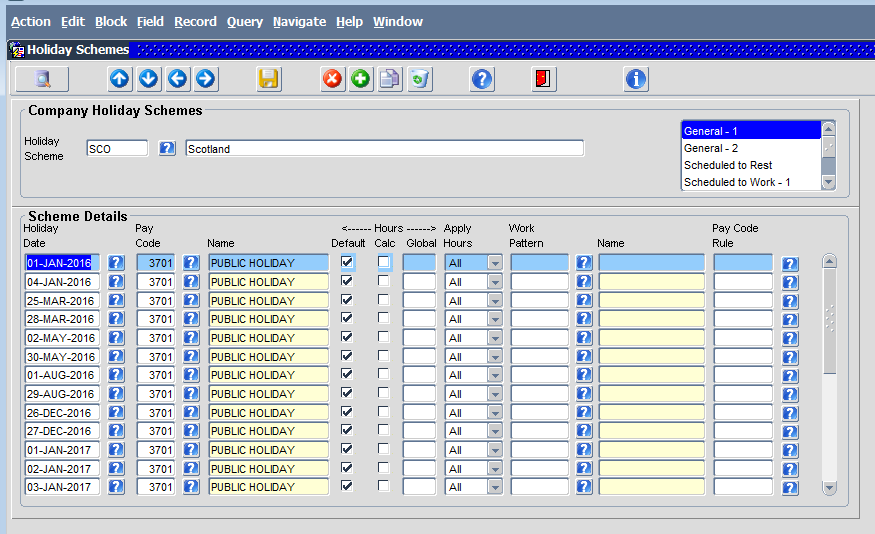 Action Edit Block Field Record Query Navigate Help Window
Holiday Schemes
Company Holiday Schemes
Holiday Scheme SCO Scotland
General - 1
General - 2
Scheduled to Rest
Scheduled to Work - 1
Scheme Details
Holiday Pay <------ Hours ------> Apply Work Pay Code
Date Code Name Default Calc Global Hours Pattern Name Rule
01-JAN-2016 3701 PUBLIC HOLIDAY All
04-JAN-2016 3701 PUBLIC HOLIDAY All
25-MAR-2016 3701 PUBLIC HOLIDAY All
28-MAR-2016 3701 PUBLIC HOLIDAY All
02-MAY-2016 3701 PUBLIC HOLIDAY All
30-MAY-2016 3701 PUBLIC HOLIDAY All
01-AUG-2016 3701 PUBLIC HOLIDAY All
29-AUG-2016 3701 PUBLIC HOLIDAY All
26-DEC-2016 3701 PUBLIC HOLIDAY All
27-DEC-2016 3701 PUBLIC HOLIDAY All
01-JAN-2017 3701 PUBLIC HOLIDAY All
02-JAN-2017 3701 PUBLIC HOLIDAY All
03-JAN-2017 3701 PUBLIC HOLIDAY All